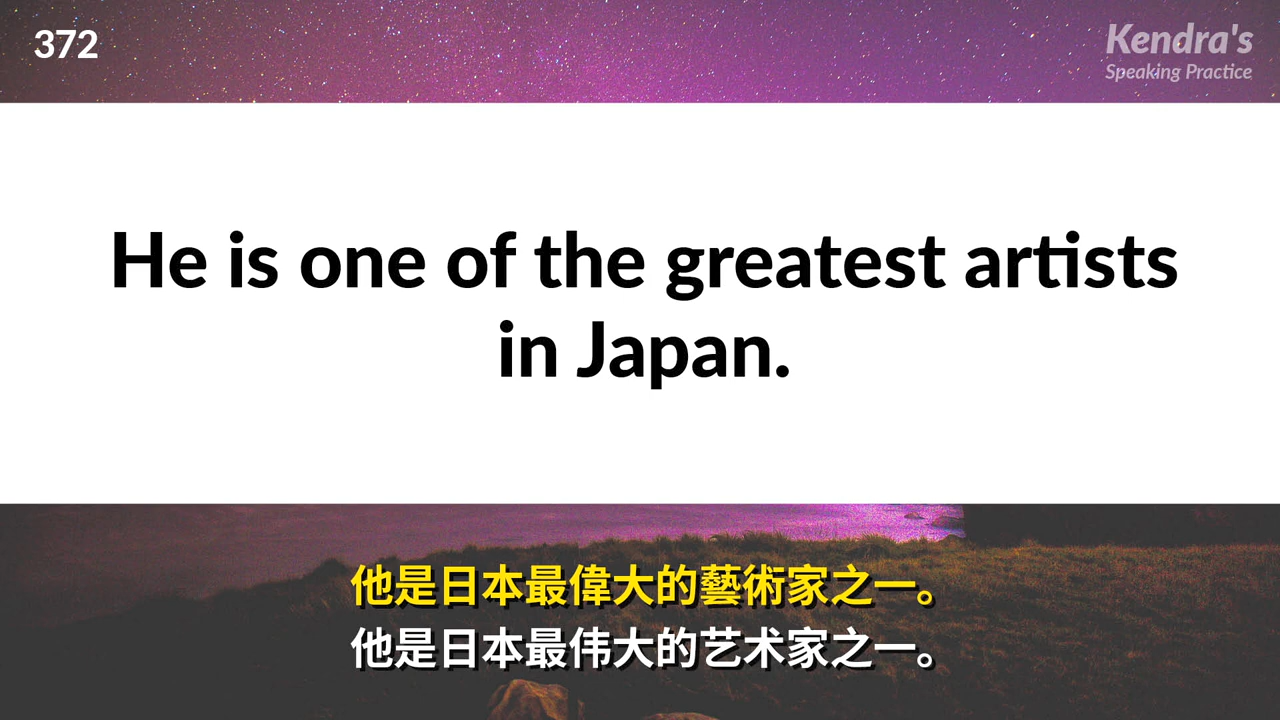 372
Kendra's
Speaking Practice
He is one of the greatest artists
in Japan.
他是日本最偉大的藝術家之一。
他是日本最伟大的艺术家之一。